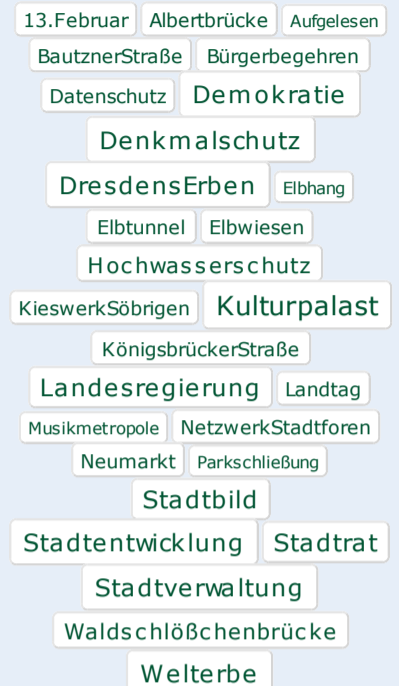 13.Februar Albertbrücke Aufgelesen
BautznerStraße Bürgerbegehren
Datenschutz Demokratie
Denkmalschutz
DresdensErben Elbhang
Elbtunnel Elbwiesen
Hochwasserschutz
KieswerkSöbrigen Kulturpalast
KönigsbrückerStraße
Landesregierung Landtag
Musikmetropole NetzwerkStadtforen
Neumarkt Parkschließung
Stadtbild
Stadtentwicklung Stadtrat
Stadtverwaltung
Waldschlößchenbrücke
Welterbe